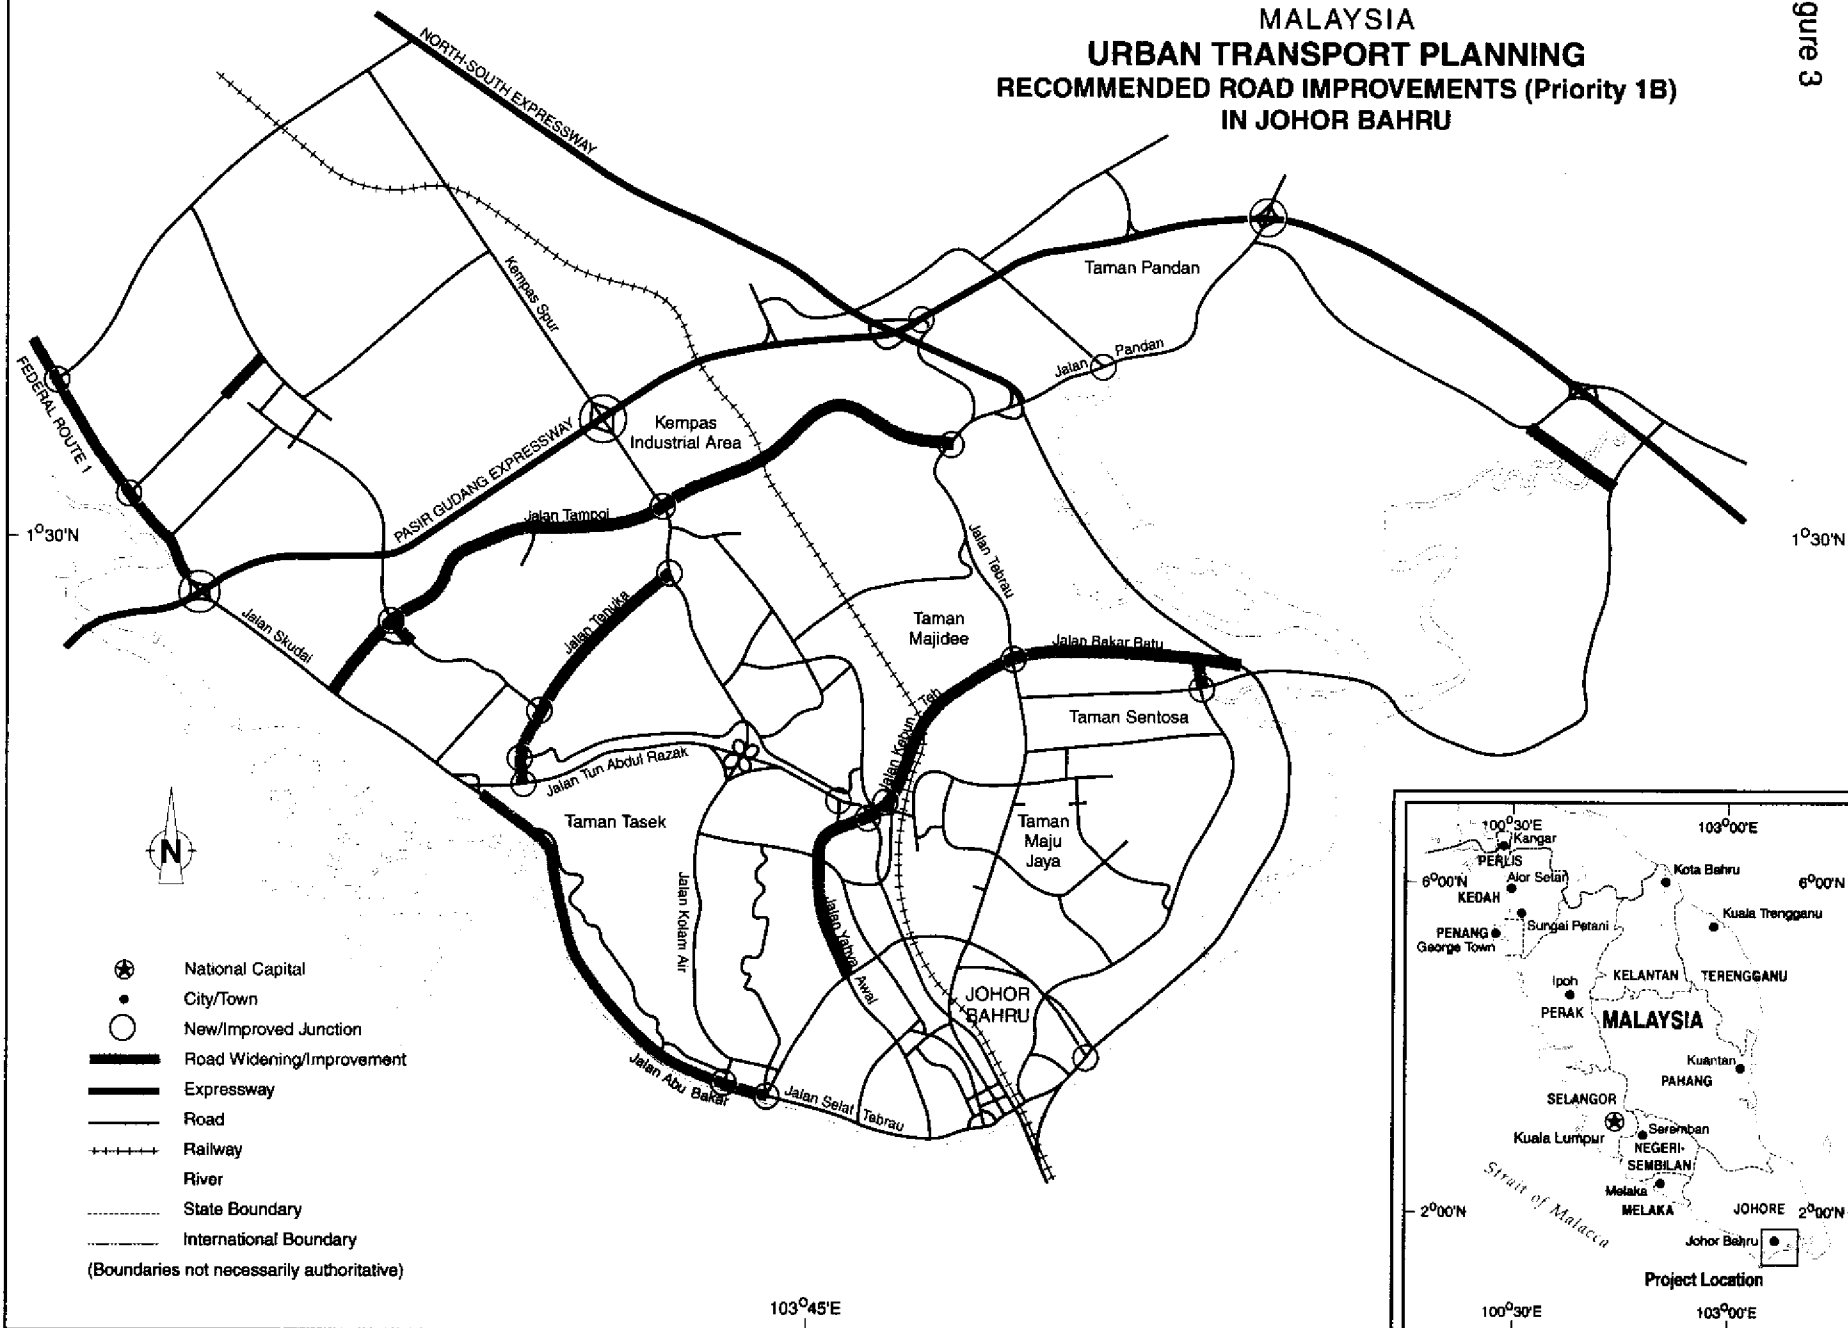 gure 3
MALAYSIA
URBAN TRANSPORT PLANNING
RECOMMENDED ROAD IMPROVEMENTS (Priority 1B)
IN JOHOR BAHRU
NORTH-SOUTH EXPRESSWAY
Kempas Spur
Taman Pandan
Jalan Pandan
FEDERAL ROUTE 1
Kempas
Industrial Area
PASIR GUDANG EXPRESSWAY
Jalan Tampoi
1°30'N
1°30'N
Jalan Tebrau
Jalan Skudai
Jalan Tenuka
Taman
Majidee
Jalan Bakar Batu
Jalan Kebun Teh
Taman Sentosa
Jalan Tun Abdul Razak
Taman Tasek
Taman
Maju
Jaya
N
Jalan Kolam Air
Jalan Yahya Awal
JOHOR
BAHRU
Jalan Abu Bakar
Jalan Selat Tebrau
National Capital
City/Town
New/Improved Junction
Road Widening/Improvement
Expressway
Road
Railway
River
State Boundary
International Boundary
(Boundaries not necessarily authoritative)
103°45'E
100°30'E
103°00'E
Kangar
PERLIS
6°00'N
Alor Setar
Kota Bahru
6°00'N
KEDAH
Kuala Trengganu
Sungai Petani
PENANG
George Town
KELANTAN
TERENGGANU
Ipoh
PERAK
MALAYSIA
Kuantan
PAHANG
SELANGOR
Kuala Lumpur
Seremban
NEGERI-
SEMBILAN
Strait of Malacca
Melaka
MELAKA
JOHORE
2°00'N
2°00'N
Johor Bahru
Project Location
100°30'E
103°00'E